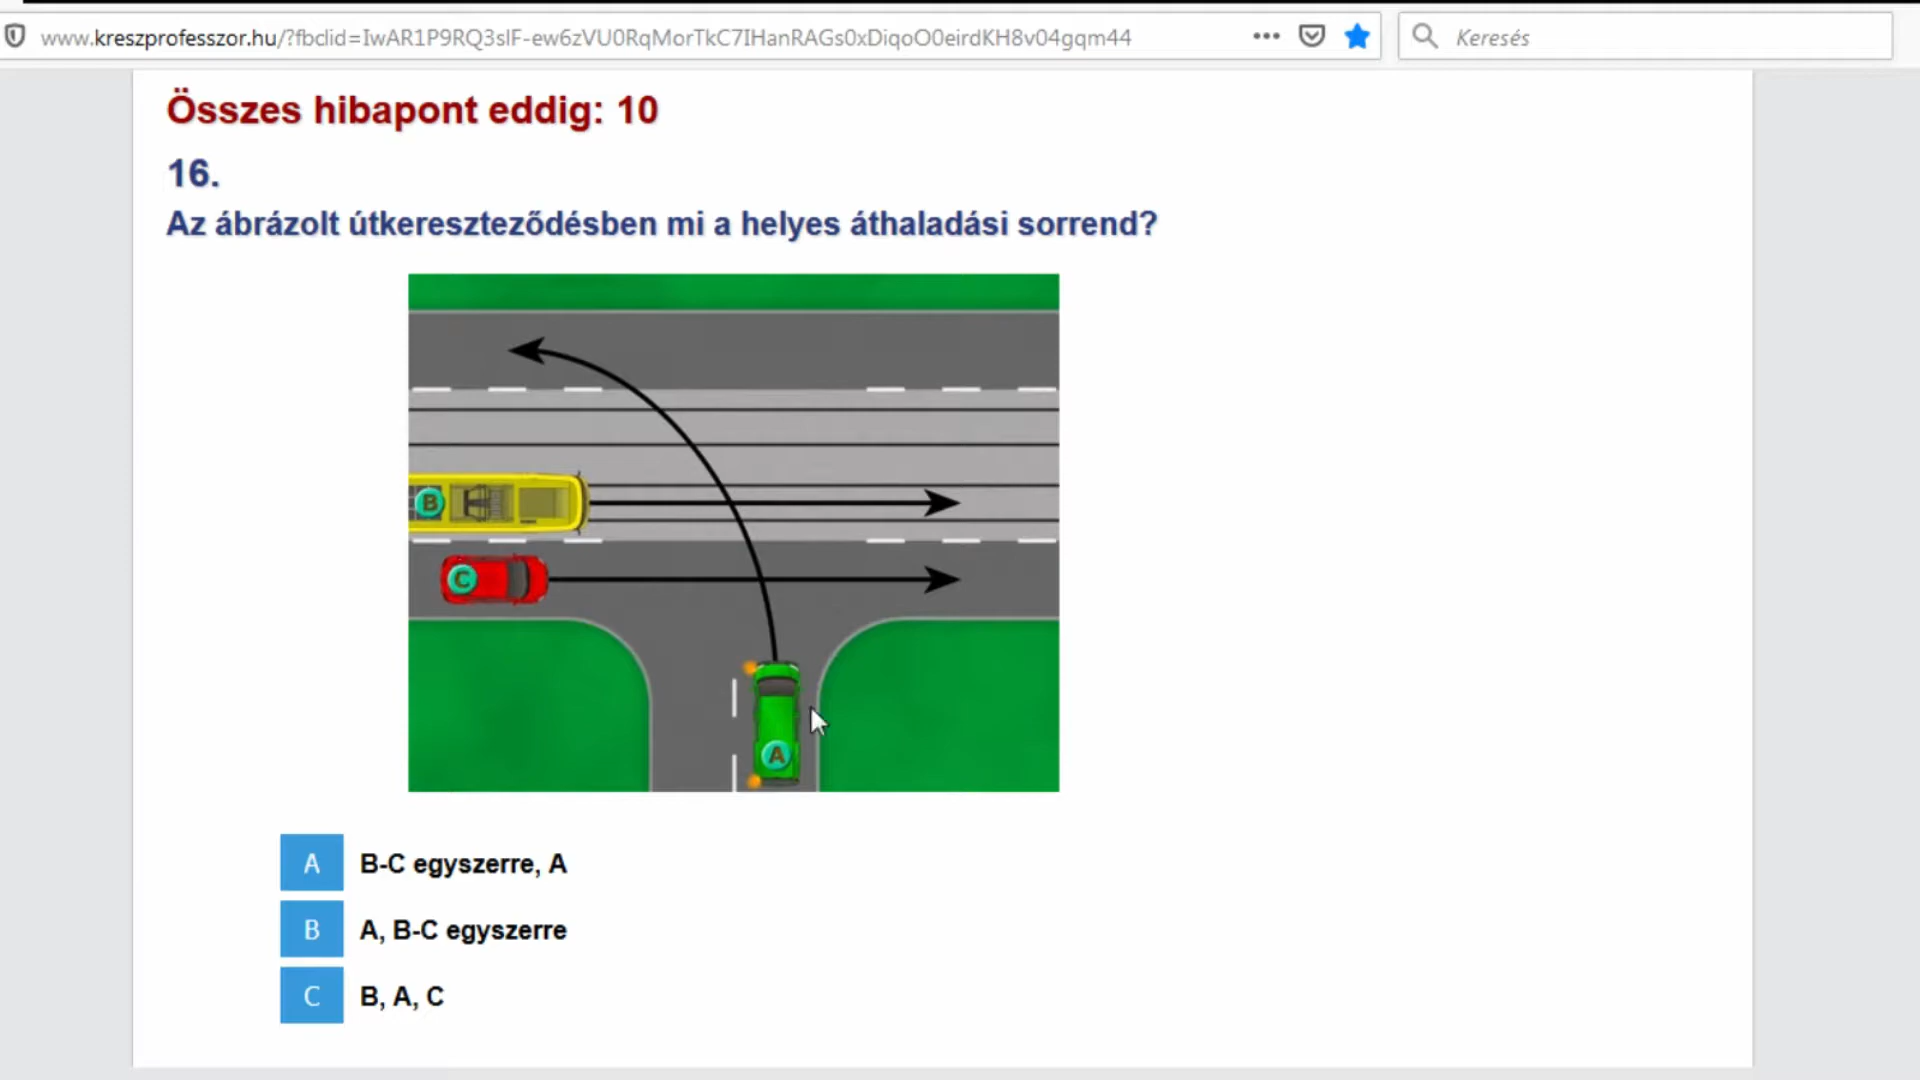 www.kreszprofesszor.hu/?fbclid=IwAR1P9RQ3slF-ew6zVU0RqMorTkC7IHanRAGs0xDiqoO0eirdKH8v04gqm44
Keresés
Összes hibapont eddig: 10
16.
Az ábrázolt útkereszteződésben mi a helyes áthaladási sorrend?
B
C
A
A B-C egyszerre, A
B A, B-C egyszerre
C B, A, C